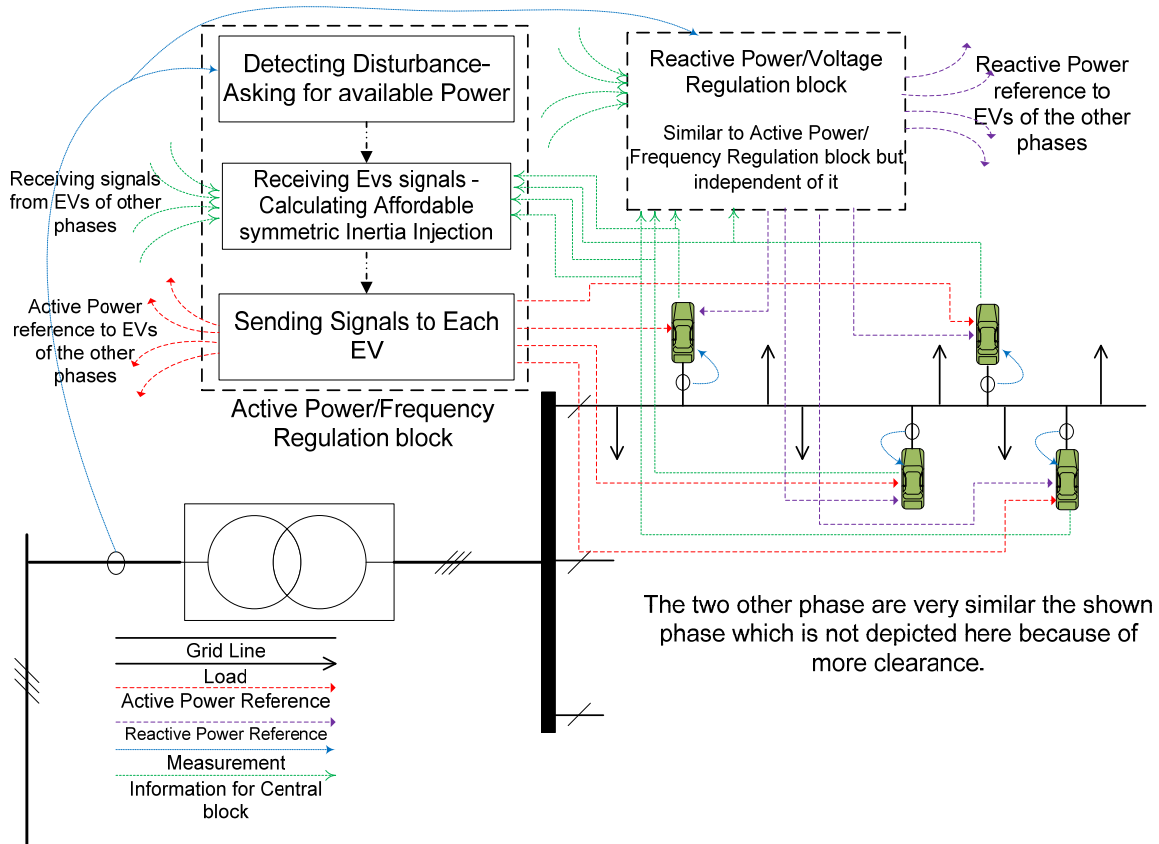 Detecting Disturbance-
Asking for available Power
Receiving Evs signals -
Calculating Affordable
symmetric Inertia Injection
Sending Signals to Each
EV
Active Power/Frequency
Regulation block
Receiving signals
from EVs of other
phases
Active Power
reference to EVs
of the other
phases
Reactive Power/Voltage
Regulation block
Similar to Active Power/
Frequency Regulation block but
independent of it
Reactive Power
reference to
EVs of the other
phases
The two other phase are very similar the shown
phase which is not depicted here because of
more clearance.
Grid Line
Load
Active Power Reference
Reactive Power Reference
Measurement
Information for Central
block